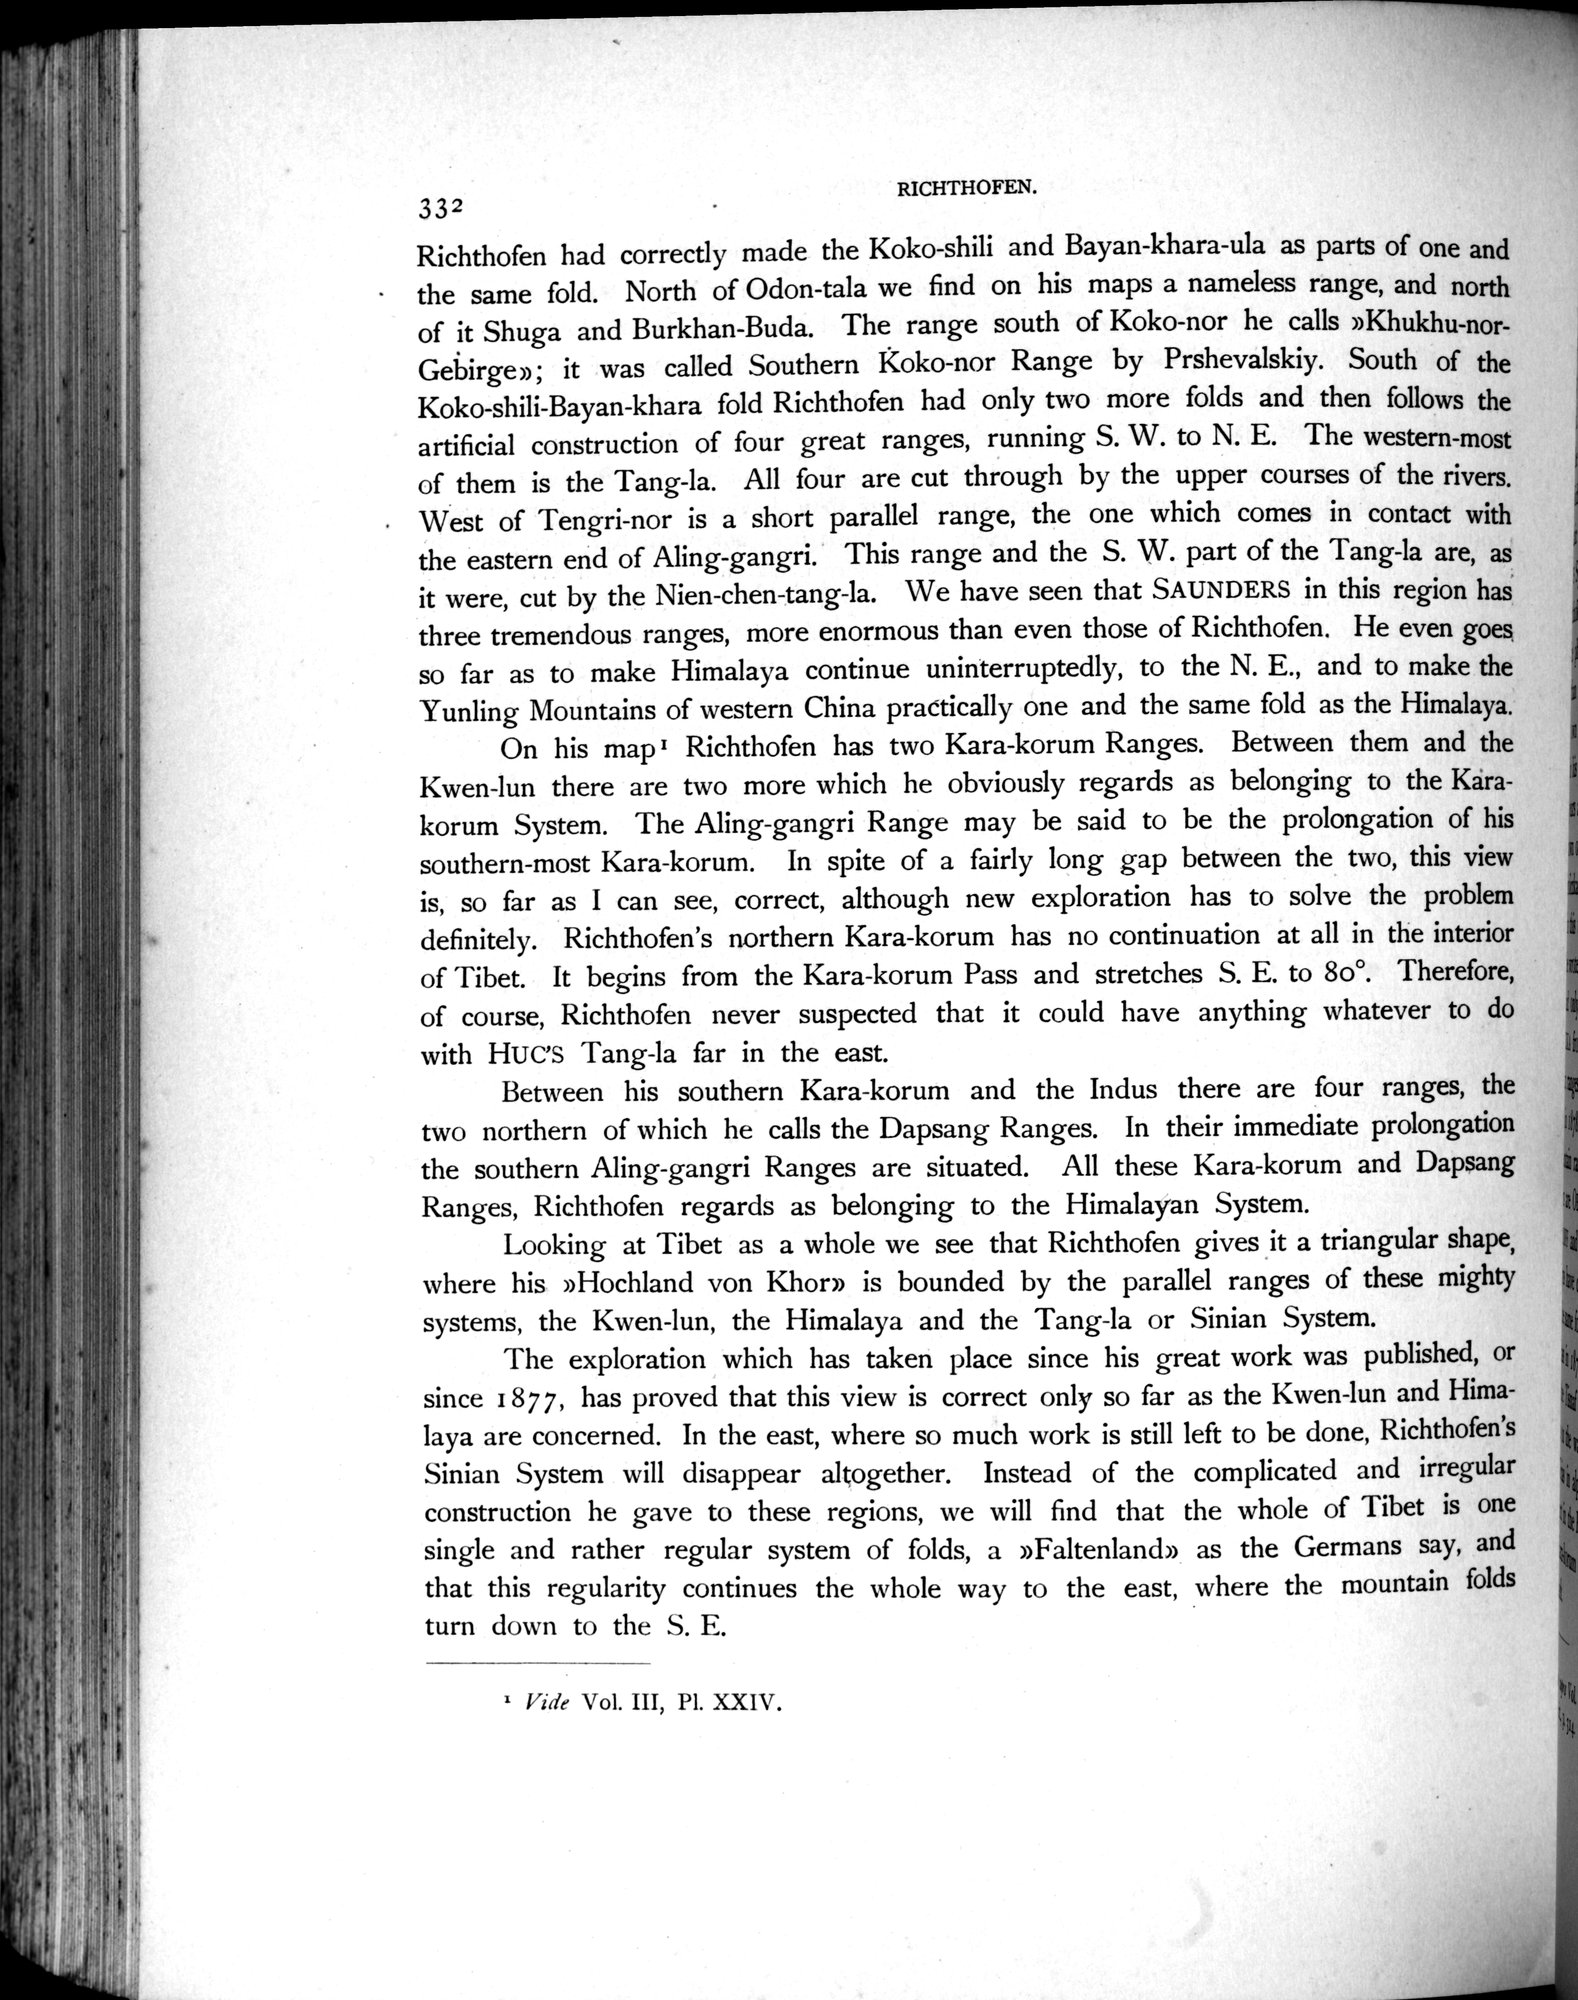 RICHTHOFEN.
332
Richthofen had correctly made the Koko-shili and Bayan-khara-ula as parts of one and
the same fold. North of Odon-tala we find on his maps a nameless range, and north
of it Shuga and Burkhan-Buda. The range south of Koko-nor he calls »Khukhu-nor-
Gebirge»; it was called Southern Koko-nor Range by Prshevalskiy. South of the
Koko-shili-Bayan-khara fold Richthofen had only two more folds and then follows the
artificial construction of four great ranges, running S. W. to N. E. The western-most
of them is the Tang-la. All four are cut through by the upper courses of the rivers.
West of Tengri-nor is a short parallel range, the one which comes in contact with
the eastern end of Aling-gangri. This range and the S. W. part of the Tang-la are, as
it were, cut by the Nien-chen-tang-la. We have seen that SAUNDERS in this region has
three tremendous ranges, more enormous than even those of Richthofen. He even goes
so far as to make Himalaya continue uninterruptedly, to the N. E., and to make the
Yunling Mountains of western China practically one and the same fold as the Himalaya.
On his map¹ Richthofen has two Kara-korum Ranges. Between them and the
Kwen-lun there are two more which he obviously regards as belonging to the Kara-
korum System. The Aling-gangri Range may be said to be the prolongation of his
southern-most Kara-korum. In spite of a fairly long gap between the two, this view
is, so far as I can see, correct, although new exploration has to solve the problem
definitely. Richthofen's northern Kara-korum has no continuation at all in the interior
of Tibet. It begins from the Kara-korum Pass and stretches S. E. to 80°. Therefore,
of course, Richthofen never suspected that it could have anything whatever to do
with HUC'S Tang-la far in the east.
Between his southern Kara-korum and the Indus there are four ranges, the
two northern of which he calls the Dapsang Ranges. In their immediate prolongation
the southern Aling-gangri Ranges are situated. All these Kara-korum and Dapsang
Ranges, Richthofen regards as belonging to the Himalayan System.
Looking at Tibet as a whole we see that Richthofen gives it a triangular shape,
where his »Hochland von Khor» is bounded by the parallel ranges of these mighty
systems, the Kwen-lun, the Himalaya and the Tang-la or Sinian System.
The exploration which has taken place since his great work was published, or
since 1877, has proved that this view is correct only so far as the Kwen-lun and Hima-
laya are concerned. In the east, where so much work is still left to be done, Richthofen's
Sinian System will disappear altogether. Instead of the complicated and irregular
construction he gave to these regions, we will find that the whole of Tibet is one
single and rather regular system of folds, a »Faltenland» as the Germans say, and
that this regularity continues the whole way to the east, where the mountain folds
turn down to the S. E.
¹ Vide Vol. III, Pl. XXIV.